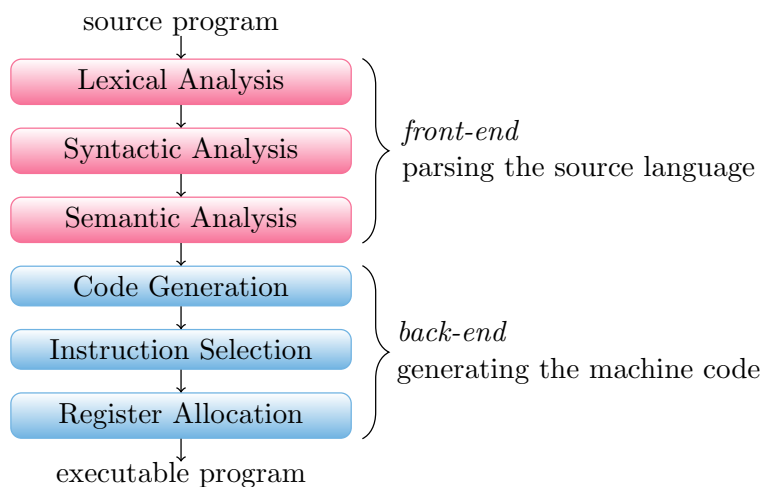 source program
Lexical Analysis
Syntactic Analysis
Semantic Analysis
front-end
parsing the source language
Code Generation
Instruction Selection
Register Allocation
back-end
generating the machine code
executable program